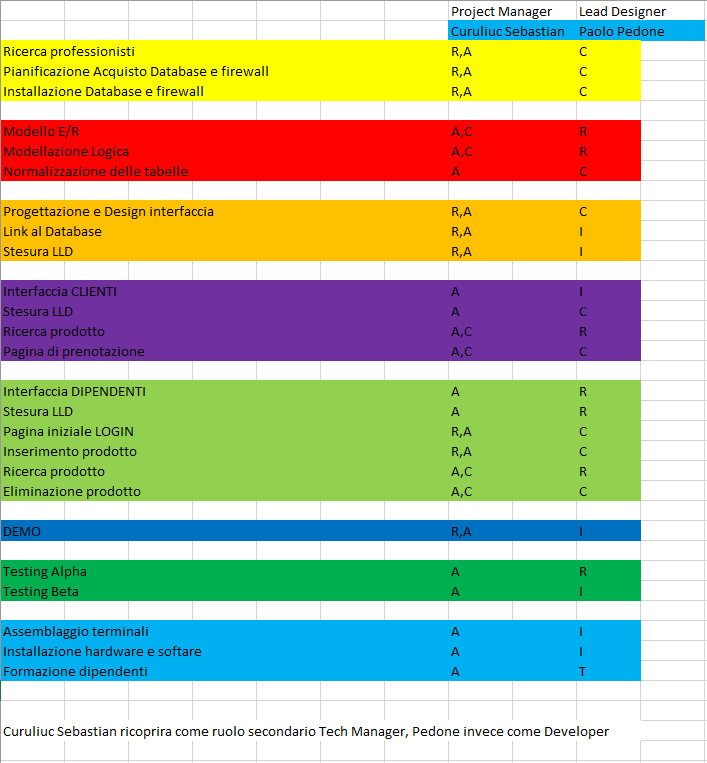 Project Manager Lead Designer
Curuliuc Sebastian Paolo Pedone
Ricerca professionisti R,A C
Pianificazione Acquisto Database e firewall R,A C
Installazione Database e firewall R,A C
Modello E/R A,C R
Modellazione Logica A,C R
Normalizzazione delle tabelle A C
Progettazione e Design interfaccia R,A C
Link al Database R,A I
Stesura LLD R,A I
Interfaccia CLIENTI A I
Stesura LLD A C
Ricerca prodotto A,C R
Pagina di prenotazione A,C C
Interfaccia DIPENDENTI A R
Stesura LLD A R
Pagina iniziale LOGIN R,A C
Inserimento prodotto R,A C
Ricerca prodotto A,C R
Eliminazione prodotto A,C C
DEMO R,A I
Testing Alpha A R
Testing Beta A I
Assemblaggio terminali A I
Installazione hardware e softare A I
Formazione dipendenti A T
Curuliuc Sebastian ricoprira come ruolo secondario Tech Manager, Pedone invece come Developer